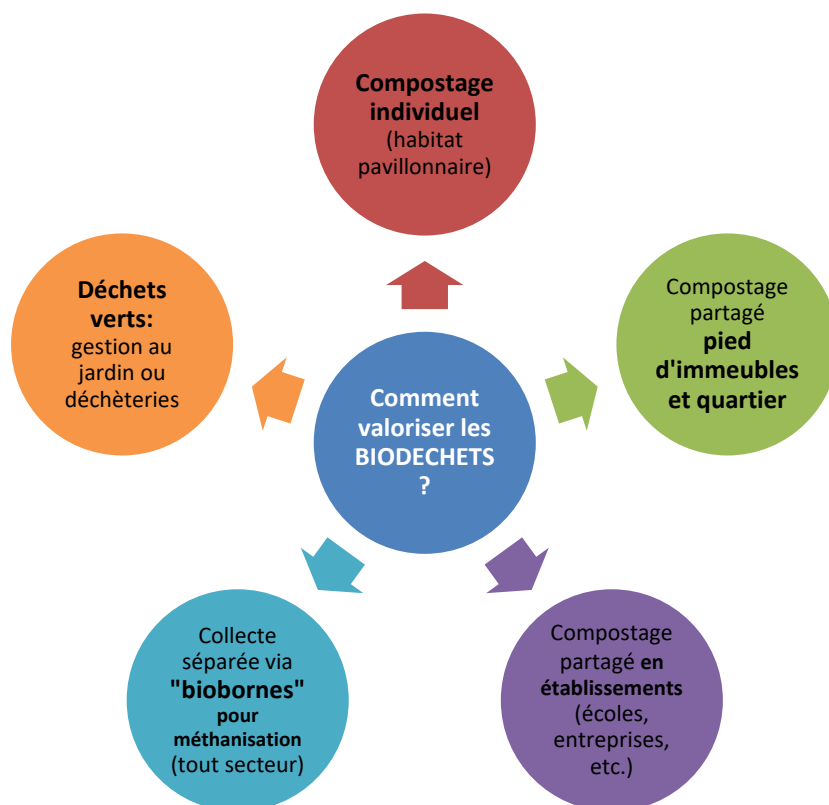 Compostage
individuel
(habitat
pavillonnaire)
Déchets
verts:
gestion au
jardin ou
déchèteries
Compostage
partagé
pied
d'immeubles
et quartier
Comment
valoriser les
BIODECHETS
?
Collecte
séparée via
"biobornes"
pour
méthanisation
(tout secteur)
Compostage
partagé en
établissements
(écoles,
entreprises,
etc.)